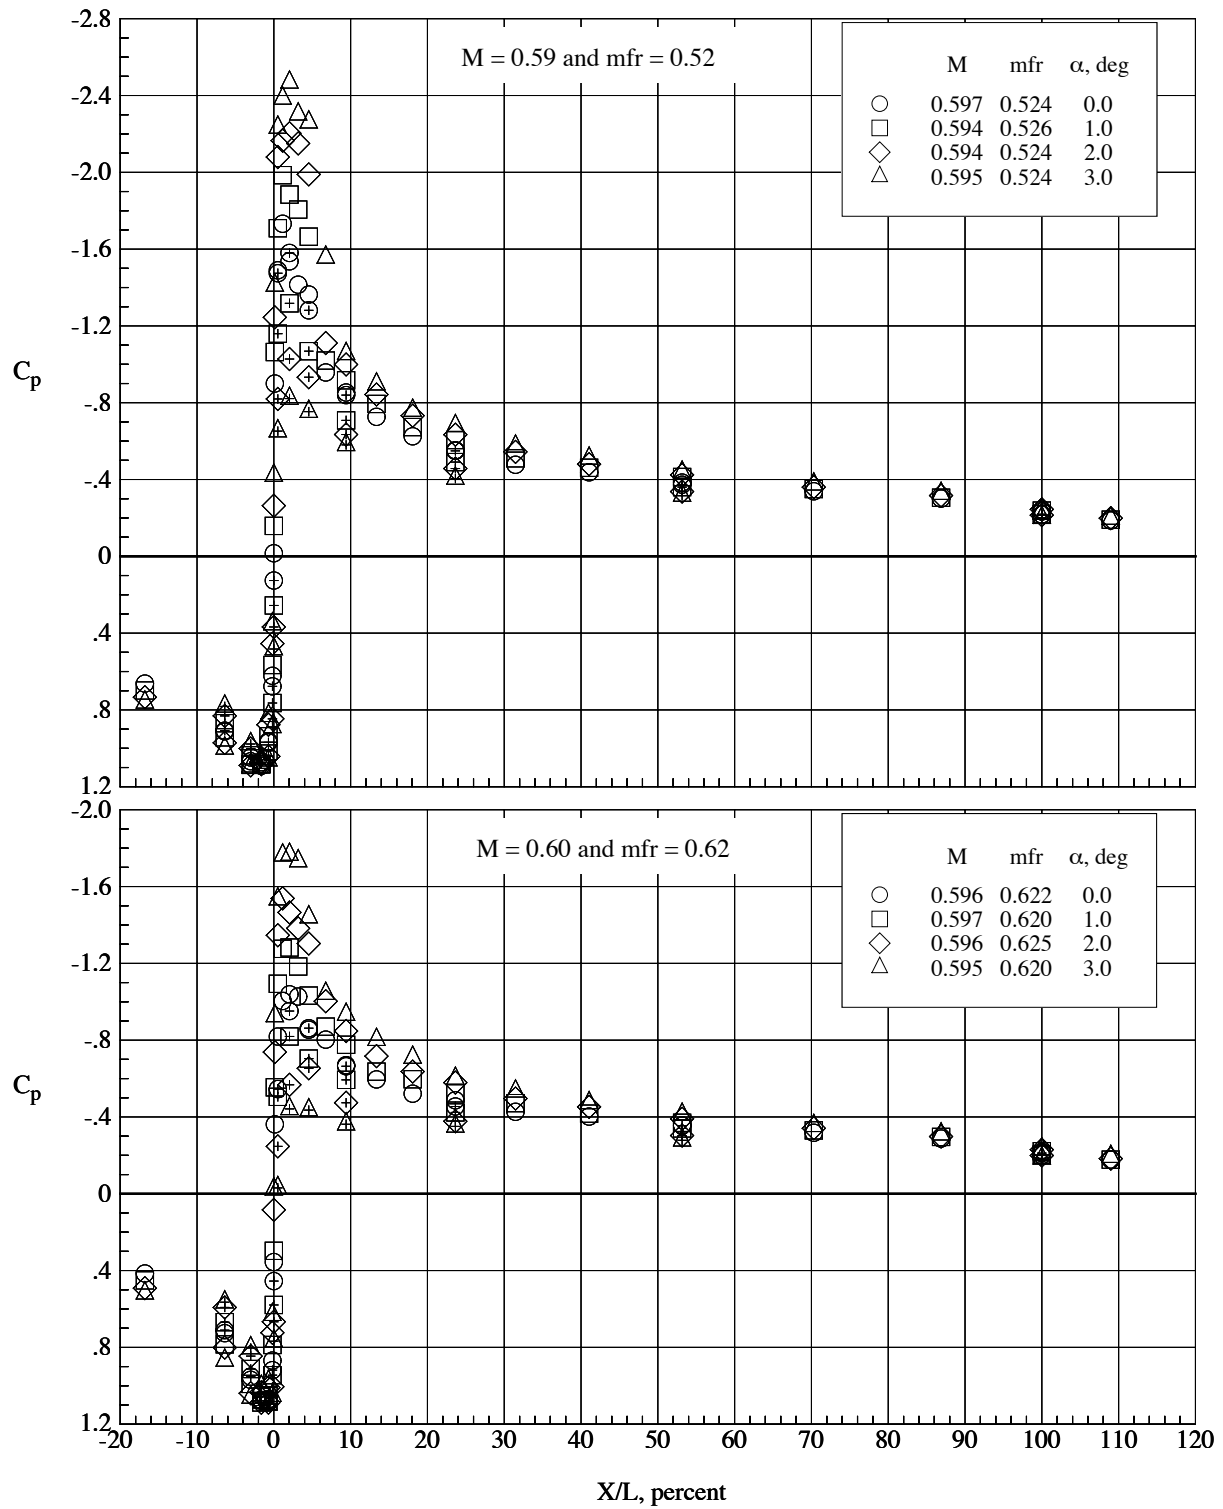 -2.8
M = 0.59 and mfr = 0.52
M mfr α, deg
-2.4
0.597 0.524 0.0
0.594 0.526 1.0
0.594 0.524 2.0
0.595 0.524 3.0
-2.0
-1.6
-1.2
Cp
-.8
-.4
0
.4
.8
1.2
-2.0
M = 0.60 and mfr = 0.62
M mfr α, deg
-1.6
0.596 0.622 0.0
0.597 0.620 1.0
0.596 0.625 2.0
0.595 0.620 3.0
-1.2
-.8
Cp
-.4
0
.4
.8
1.2
-20 -10 0 10 20 30 40 50 60 70 80 90 100 110 120
X/L, percent